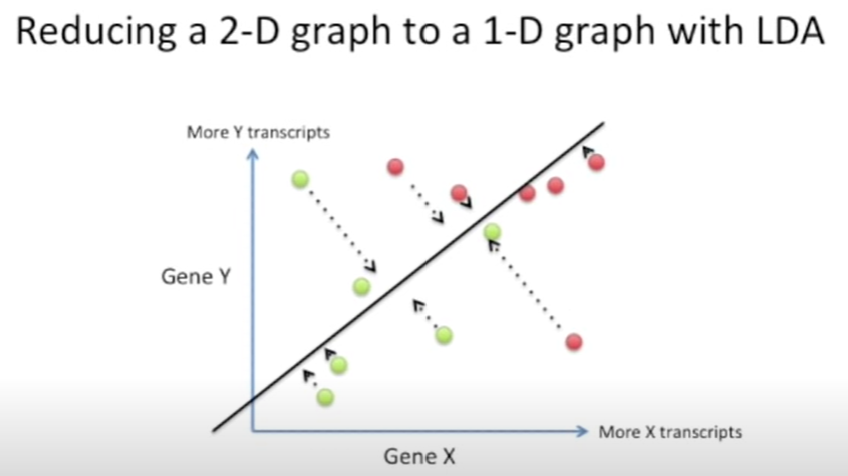 Reducing a 2-D graph to a 1-D graph with LDA
More Y transcripts
Gene Y
More X transcripts
Gene X